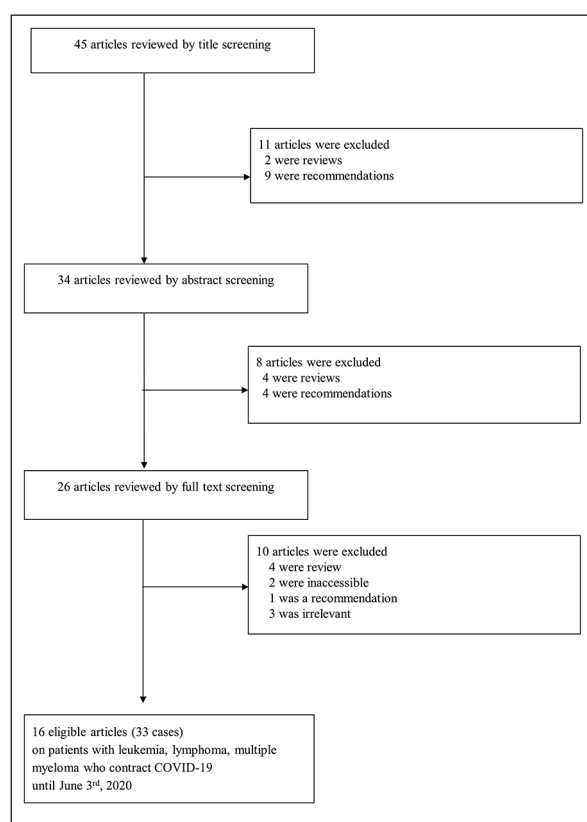 45 articles reviewed by title screening
11 articles were excluded
2 were reviews
9 were recommendations
34 articles reviewed by abstract screening
8 articles were excluded
4 were reviews
4 were recommendations
26 articles reviewed by full text screening
10 articles were excluded
4 were review
2 were inaccessible
1 was a recommendation
3 was irrelevant
16 eligible articles (33 cases)
on patients with leukemia, lymphoma, multiple
myeloma who contract COVID-19
until June 3rd, 2020